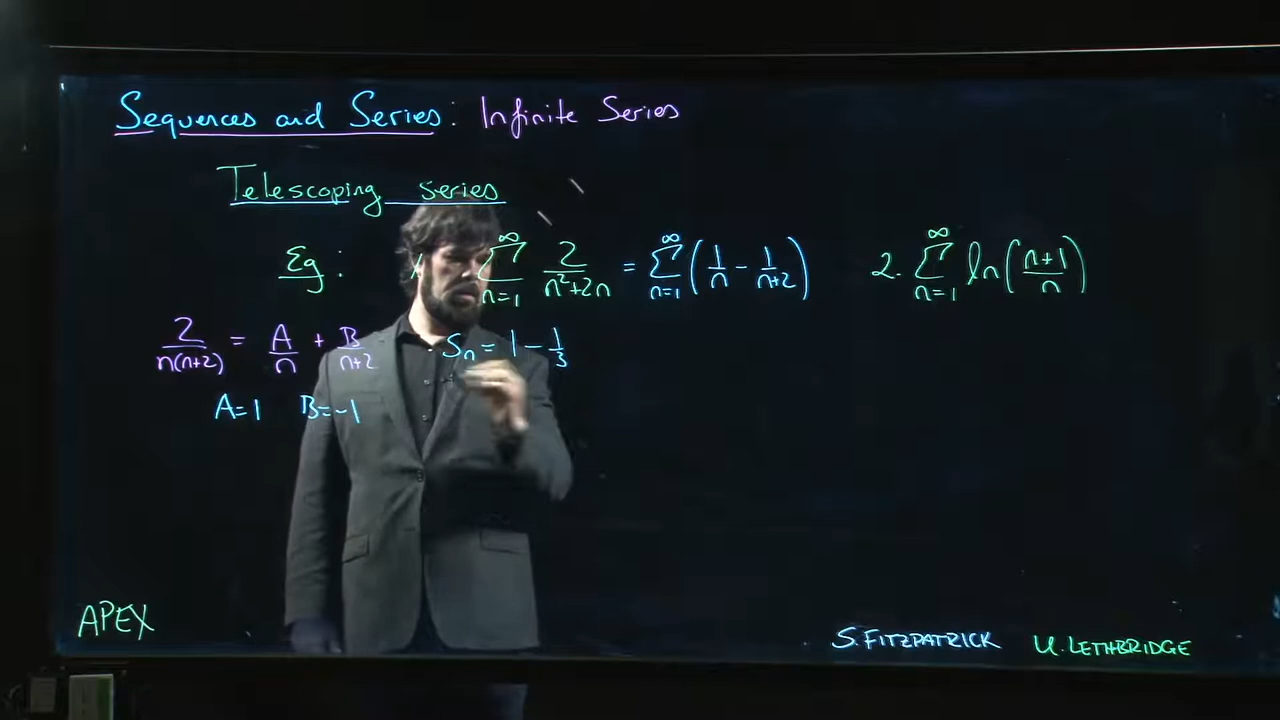 Sequences and Series: Infinite Series
Telescoping series
Eg: 1 ∞∑n=1 2/(n²+2n) = ∞∑n=1 (1/n − 1/(n+2)) 2. ∞∑n=1 ln((n+1)/n)
2/(n(n+2)) = A/n + B/(n+2) Sn = 1 − 1/3
A=1 B=−1
APEX
S. FITZPATRICK U. LETHBRIDGE